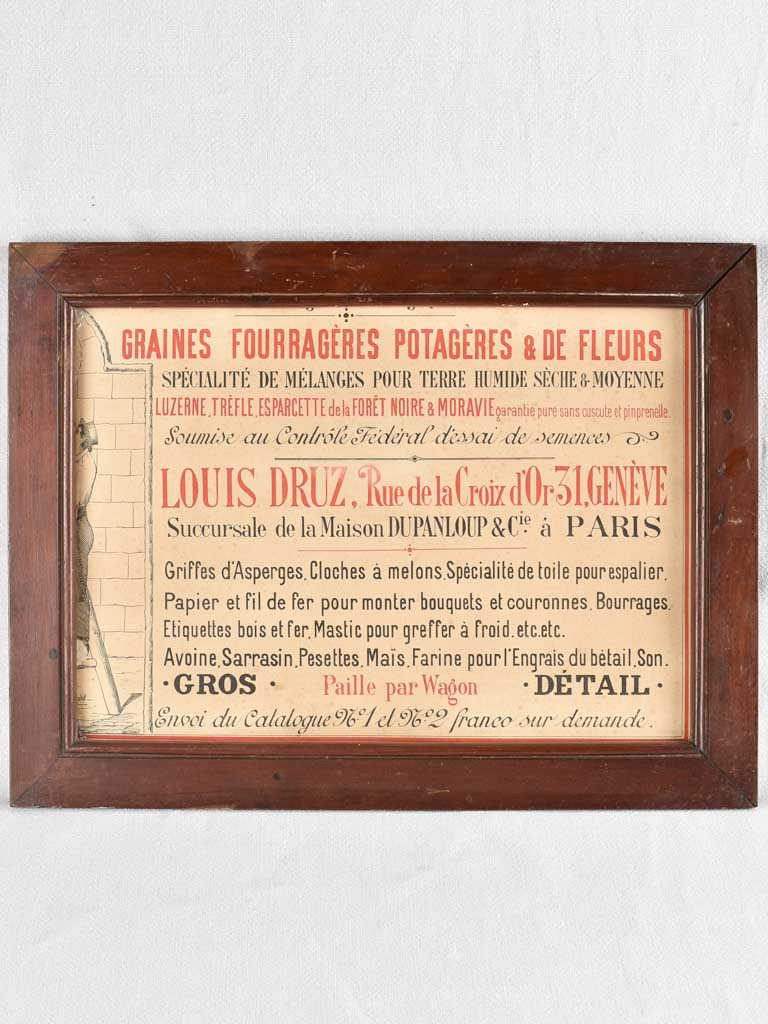 GRAINES FOURRAGÈRES POTAGÈRES & DE FLEURS
SPÉCIALITÉ DE MÉLANGES POUR TERRE HUMIDE SÈCHE & MOYENNE
LUZERNE, TRÈFLE, ESPARCETTE de la FORÊT NOIRE & MORAVIE garantie pure sans cuscute et pinprenelle.
Soumise au Contrôle Fédéral d'essai de semences
LOUIS DRUZ, Rue de la Croix d'Or 31, GENÈVE
Succursale de la Maison DUPANLOUP & Cie. à PARIS
Griffes d'Asperges, Cloches à melons, Spécialité de toile pour espalier,
Papier et fil de fer pour monter bouquets et couronnes, Bourrages,
Etiquettes bois et fer, Mastic pour greffer à froid. etc. etc.
Avoine, Sarrasin, Pesettes, Maïs, Farine pour l'Engrais du bétail, Son.
· GROS · Paille par Wagon · DÉTAIL ·
Envoi du Catalogue No. 1 et No. 2 franco sur demande.